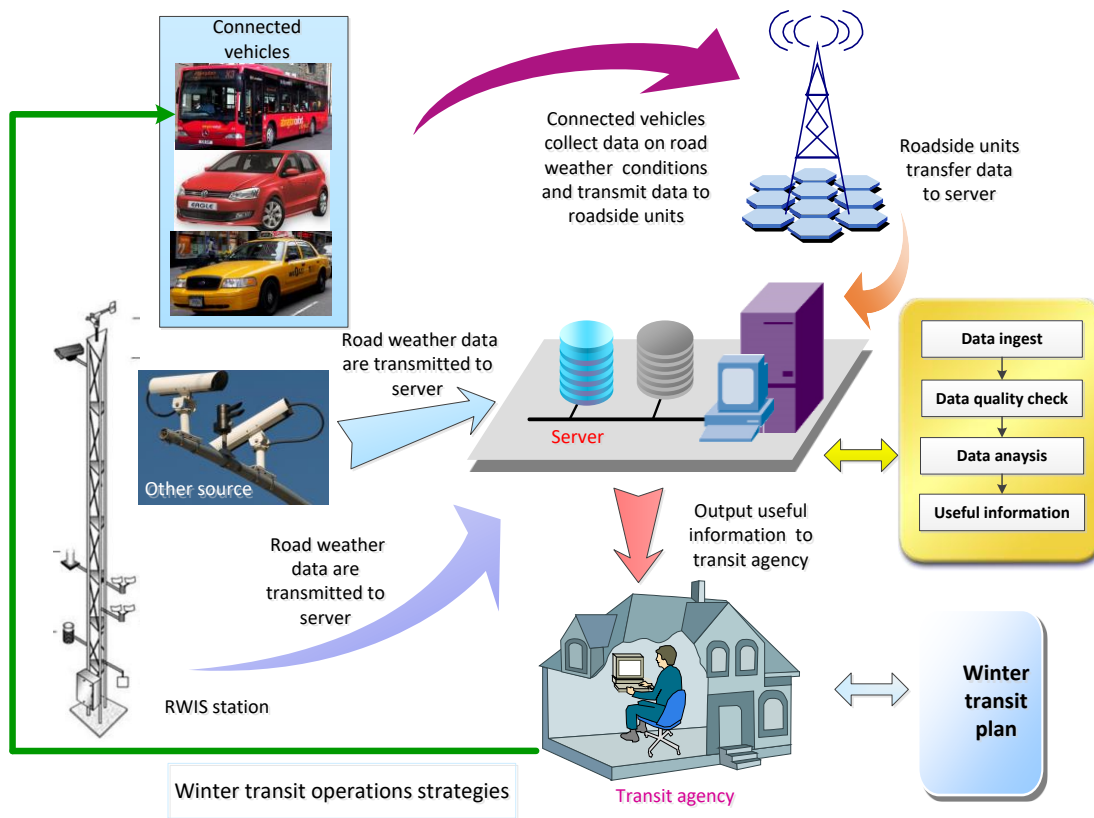 Connected
vehicles
EAGLE
Connected vehicles
collect data on road
weather conditions
and transmit data to
roadside units
Roadside units
transfer data
to server
Road weather data
are transmitted to
server
Other source
Server
Data ingest
Data quality check
Data anaysis
Useful information
Output useful
information to
transit agency
Road weather
data are
transmitted to
server
RWIS station
Winter
transit
plan
Winter transit operations strategies
Transit agency